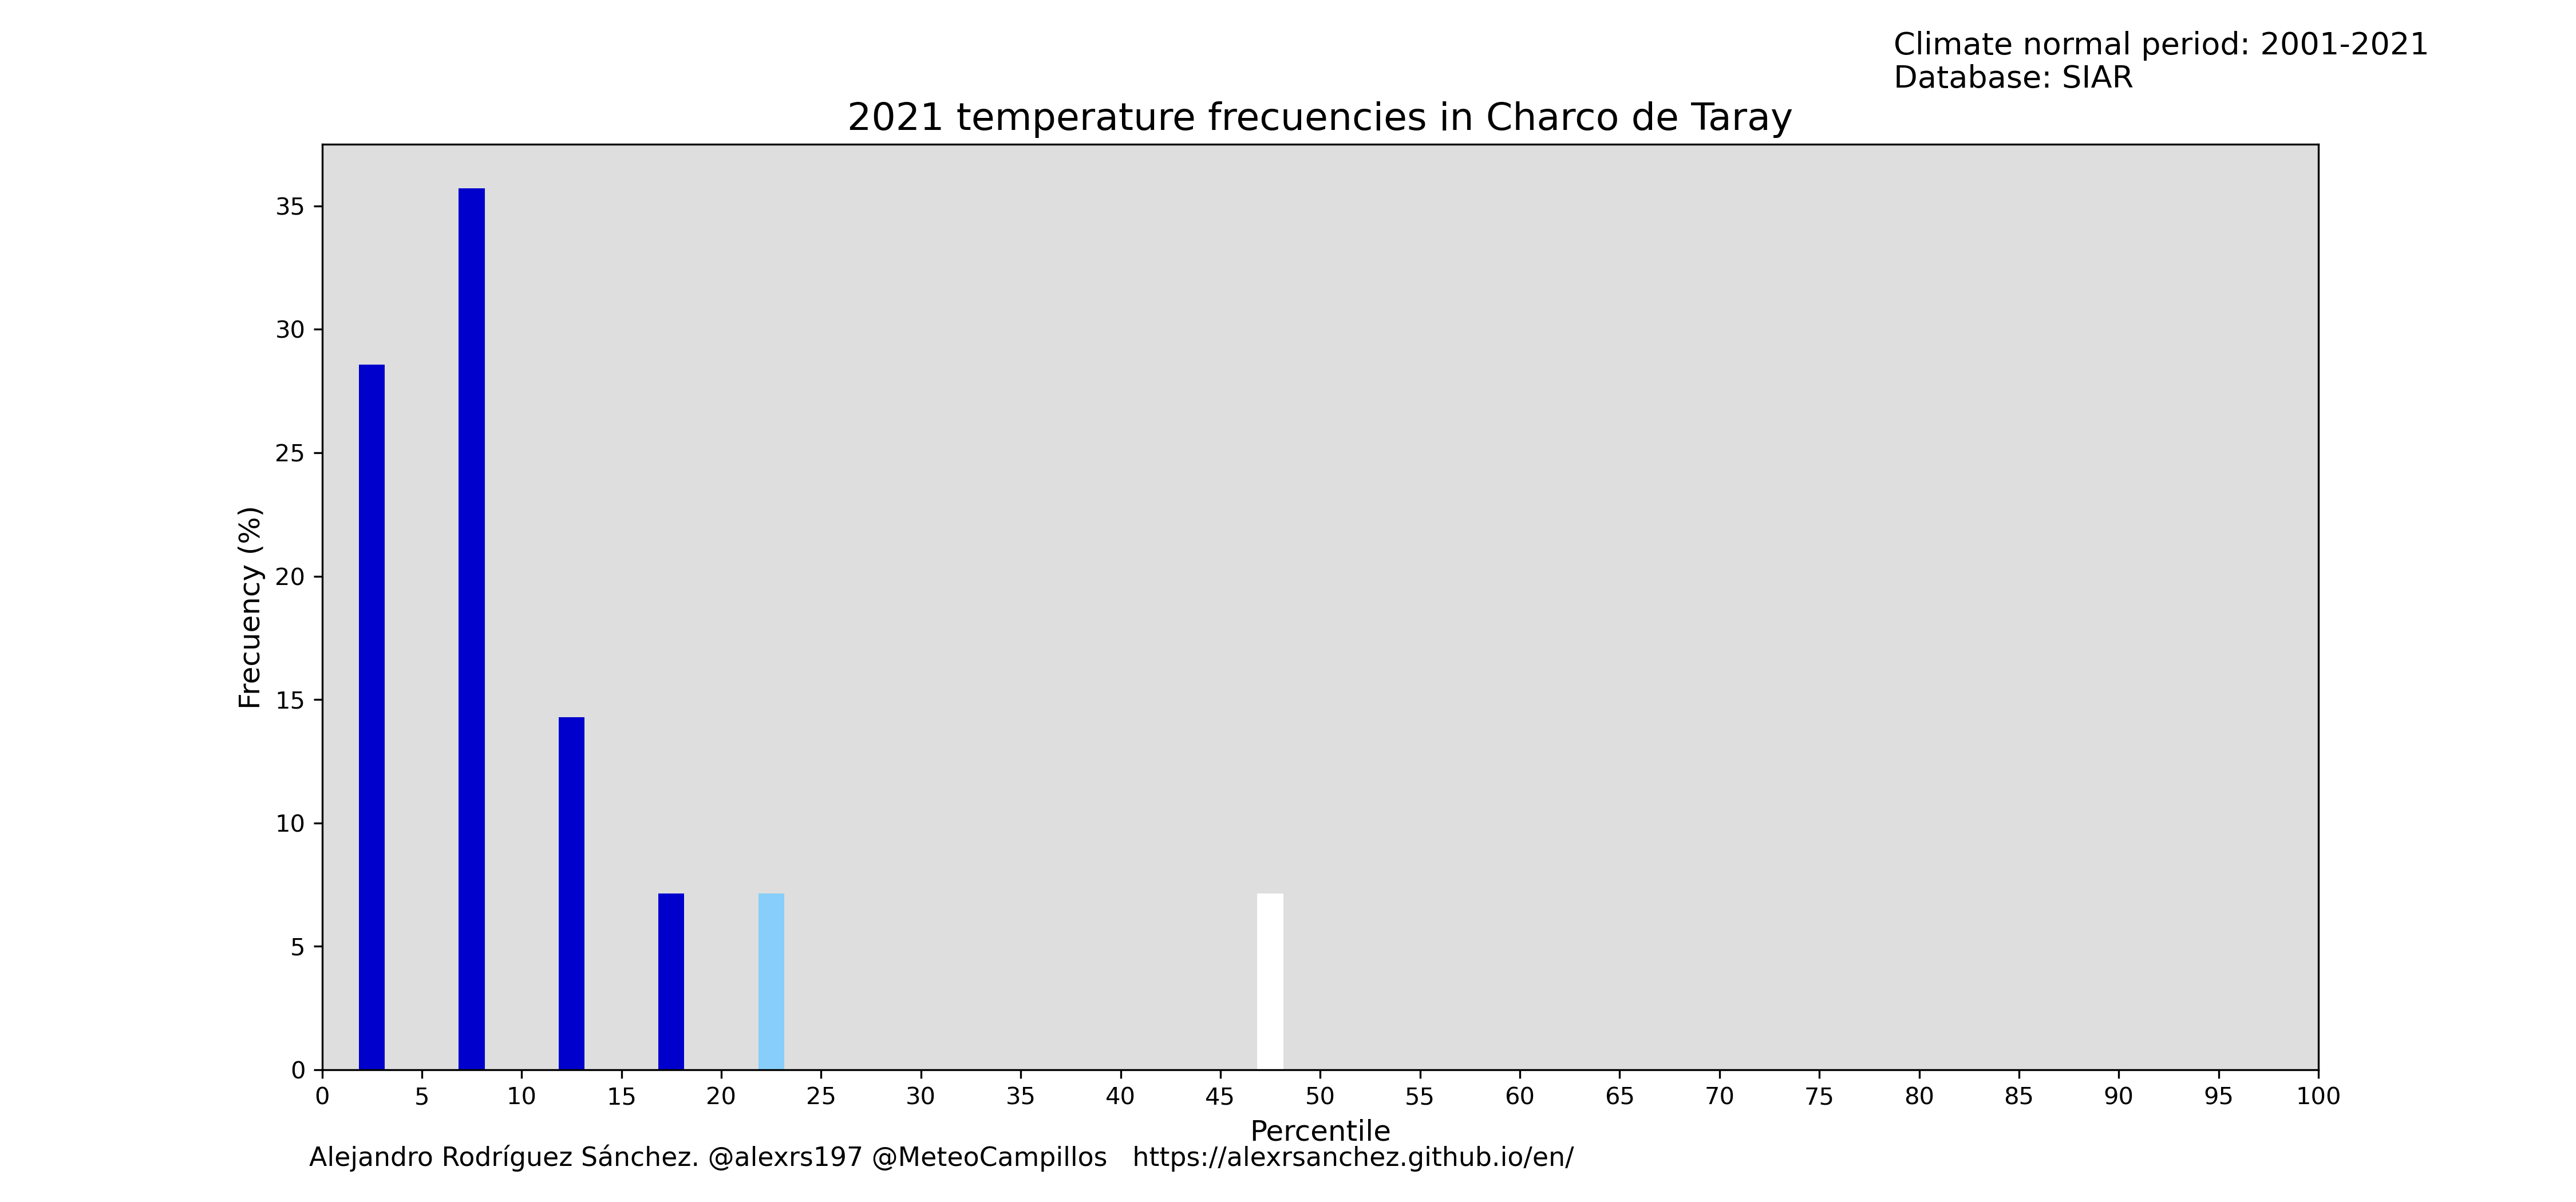 Climate normal period: 2001-2021
Database: SIAR
2021 temperature frecuencies in Charco de Taray
Frecuency (%)
35
30
25
20
15
10
5
0
0 5 10 15 20 25 30 35 40 45 50 55 60 65 70 75 80 85 90 95 100
Percentile
Alejandro Rodríguez Sánchez. @alexrs197 @MeteoCampillos https://alexrsanchez.github.io/en/